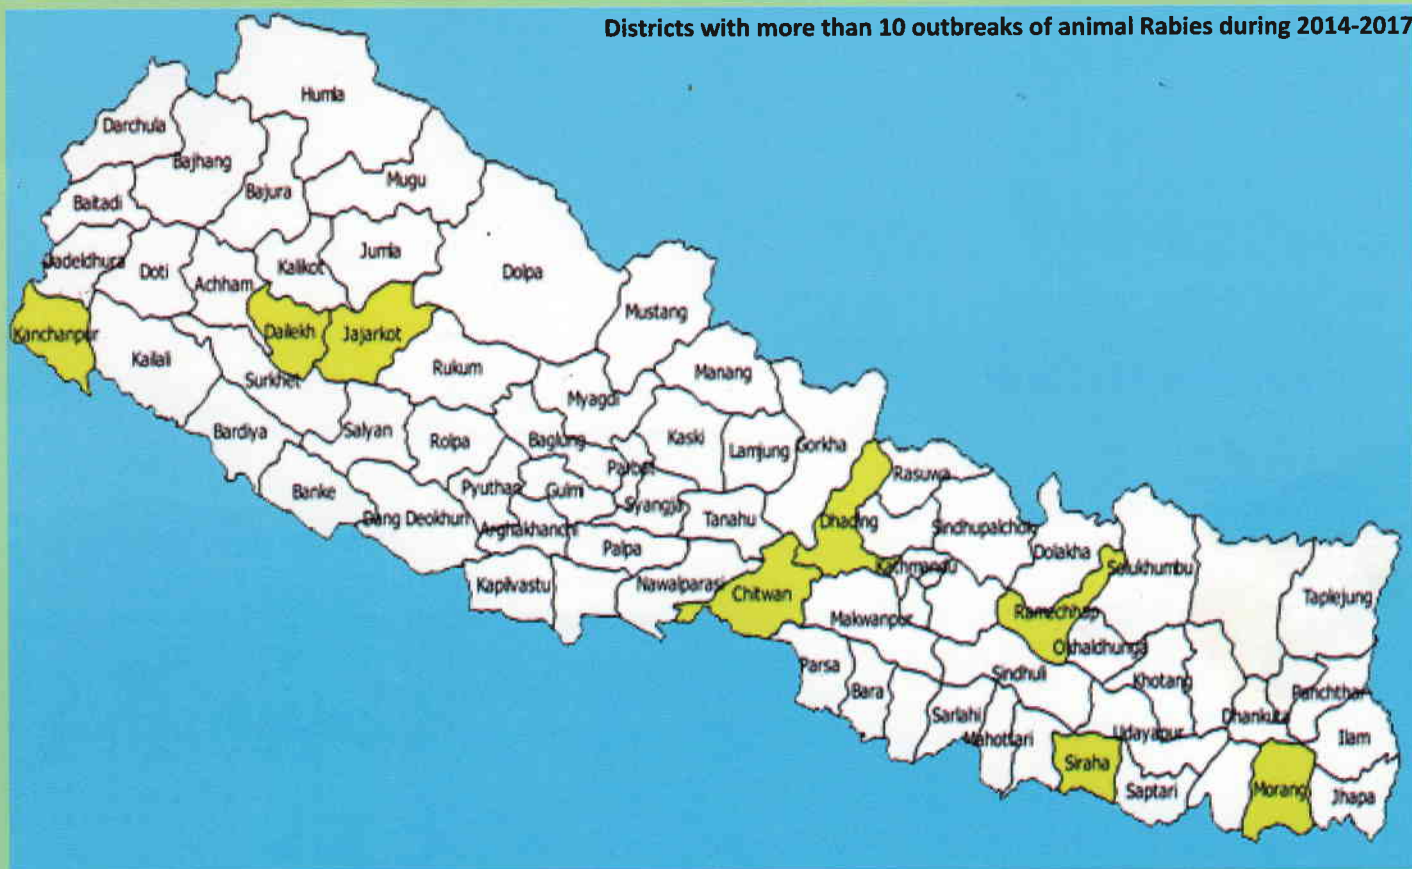 Districts with more than 10 outbreaks of animal Rabies during 2014-2017
Humla
Darchula
Bajhang
Mugu
Bajura
Baitadi
Jumla
Dadeldhura
Doti
Kalikot
Dolpa
Achham
Mustang
Kanchanpur
Dailekh
Jajarkot
Kailali
Rukum
Manang
Surkhet
Myagdi
Bardiya
Salyan
Rolpa
Baglung
Kaski
Lamjung
Gorkha
Parbat
Rasuwa
Banke
Pyuthan
Gulmi
Syangja
Dang Deokhuri
Arghakhanchi
Tanahu
Dhading
Sindhupalchok
Palpa
Dolakha
Kathmandu
Solukhumbu
Kapilvastu
Nawalparasi
Chitwan
Taplejung
Ramechhap
Makwanpur
Okhaldhunga
Parsa
Sindhuli
Khotang
Bara
Panchthar
Sarlahi
Dhankuta
Mahottari
Udayapur
Ilam
Siraha
Saptari
Morang
Jhapa